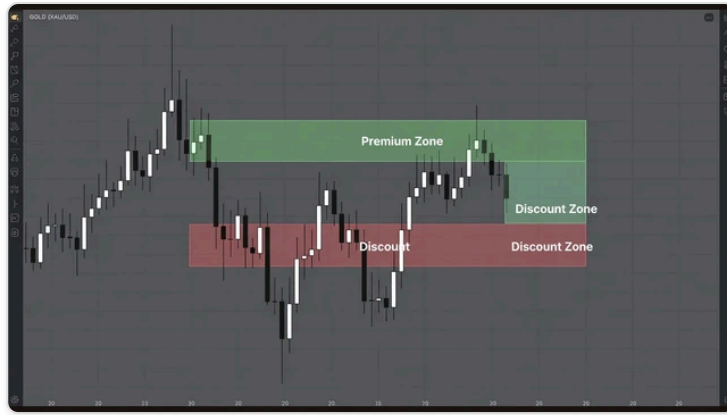 GOLD (XAU/USD)
Premium Zone
Discount Zone
Discount
Discount Zone